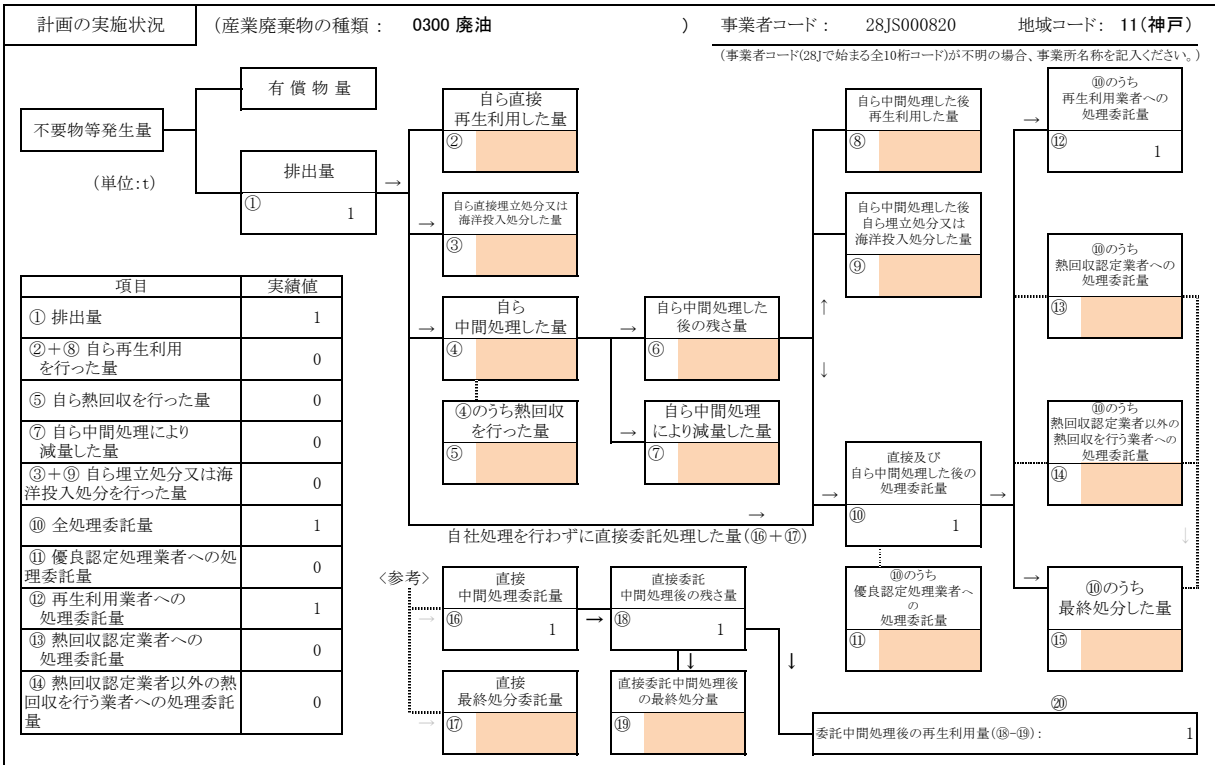 計画の実施状況
(産業廃棄物の種類 : 0300 廃油 )
事業者コード : 28JS000820 地域コード: 11(神戸)
(事業者コード(28Jで始まる全10桁コード)が不明の場合、事業所名称を記入ください。)
不要物等発生量
(単位:t)
有 償 物 量
排出量
① 1
→
自ら直接
再生利用した量
②
→
自ら直接埋立処分又は
海洋投入処分した量
③
→
自ら
中間処理した量
④
④のうち熱回収
を行った量
⑤
→
自ら中間処理した
後の残さ量
⑥
→
自ら中間処理
により減量した量
⑦
→
自ら中間処理した後
再生利用した量
⑧
自ら中間処理した後
自ら埋立処分又は
海洋投入処分した量
⑨
↑
↓
→
直接及び
自ら中間処理した後の
処理委託量
⑩ 1
→
⑩のうち
優良認定処理業者へ
の
処理委託量
⑪
→
⑩のうち
再生利用業者への
処理委託量
⑫ 1
⑩のうち
熱回収認定業者への
処理委託量
⑬
⑩のうち
熱回収認定業者以外の
熱回収を行う業者への
処理委託量
⑭
↓
→
⑩のうち
最終処分した量
⑮
→
自社処理を行わずに直接委託処理した量(⑯+⑰)
〈参考〉
→
直接
中間処理委託量
⑯ 1
→
直接委託
中間処理後の残さ量
⑱ 1
→
直接
最終処分委託量
⑰
↓
直接委託中間処理後
の最終処分量
⑲
↓
⑳
委託中間処理後の再生利用量(⑱-⑲) : 1
項目 実績値
① 排出量 1
②+⑧ 自ら再生利用
を行った量 0
⑤ 自ら熱回収を行った量 0
⑦ 自ら中間処理により
減量した量 0
③+⑨ 自ら埋立処分又は海
洋投入処分を行った量 0
⑩ 全処理委託量 1
⑪ 優良認定処理業者への処
理委託量 0
⑫ 再生利用業者への
処理委託量 1
⑬ 熱回収認定業者への
処理委託量 0
⑭ 熱回収認定業者以外の熱
回収を行う業者への処理委託
量 0